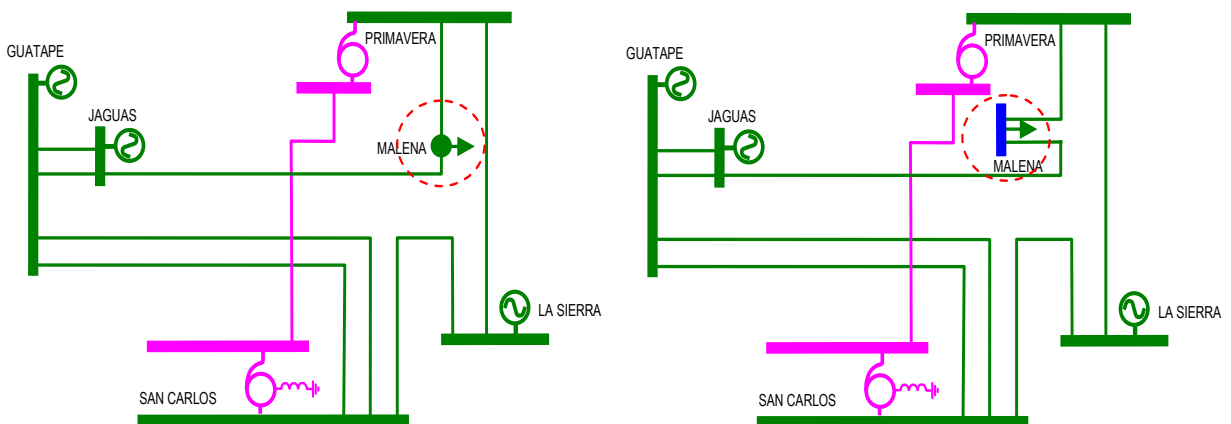 PRIMAVERA
GUATAPE
JAGUAS
MALENA
LA SIERRA
SAN CARLOS
PRIMAVERA
GUATAPE
JAGUAS
MALENA
LA SIERRA
SAN CARLOS